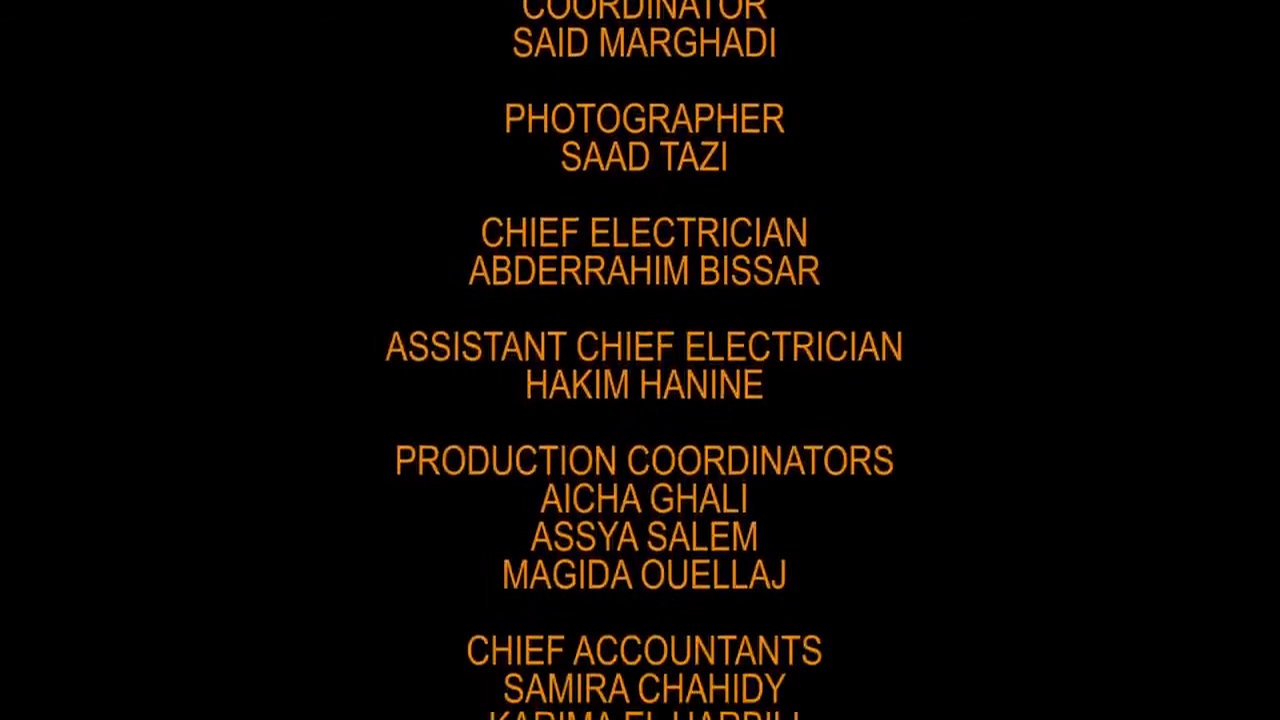 COORDINATOR
SAID MARGHADI
PHOTOGRAPHER
SAAD TAZI
CHIEF ELECTRICIAN
ABDERRAHIM BISSAR
ASSISTANT CHIEF ELECTRICIAN
HAKIM HANINE
PRODUCTION COORDINATORS
AICHA GHALI
ASSYA SALEM
MAGIDA OUELLAJ
CHIEF ACCOUNTANTS
SAMIRA CHAHIDY
KARIMA EL